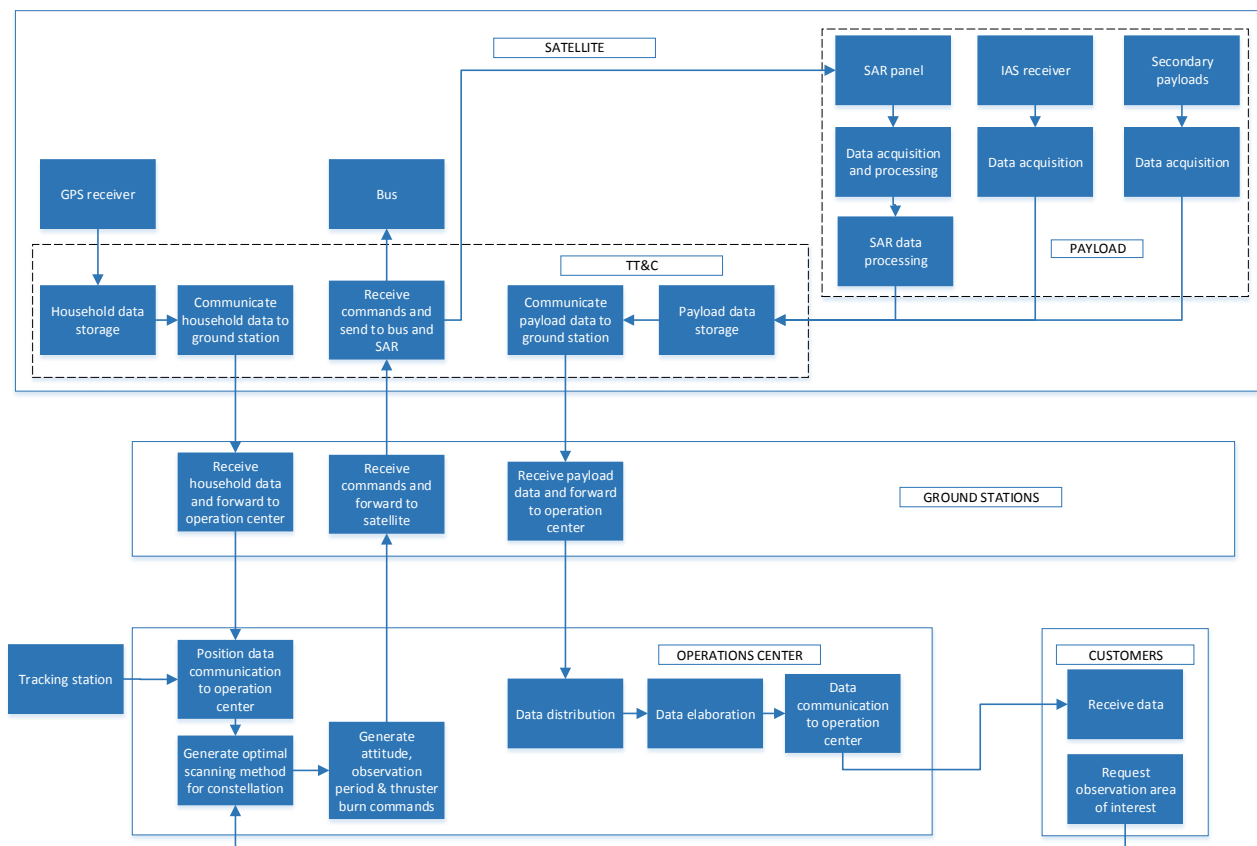 SATELLITE
SAR panel
IAS receiver
Secondary
payloads
Data acquisition
and processing
Data acquisition
Data acquisition
GPS receiver
Bus
SAR data
processing
PAYLOAD
TT&C
Household data
storage
Communicate
household data to
ground station
Receive
commands and
send to bus and
SAR
Communicate
payload data to
ground station
Payload data
storage
Receive
household data
and forward to
operation center
Receive
commands and
forward to
satellite
Receive payload
data and forward
to operation
center
GROUND STATIONS
Tracking station
Position data
communication
to operation
center
OPERATIONS CENTER
CUSTOMERS
Data distribution
Data elaboration
Data
communication
to operation
center
Receive data
Generate optimal
scanning method
for constellation
Generate
attitude,
observation
period & thruster
burn commands
Request
observation area
of interest